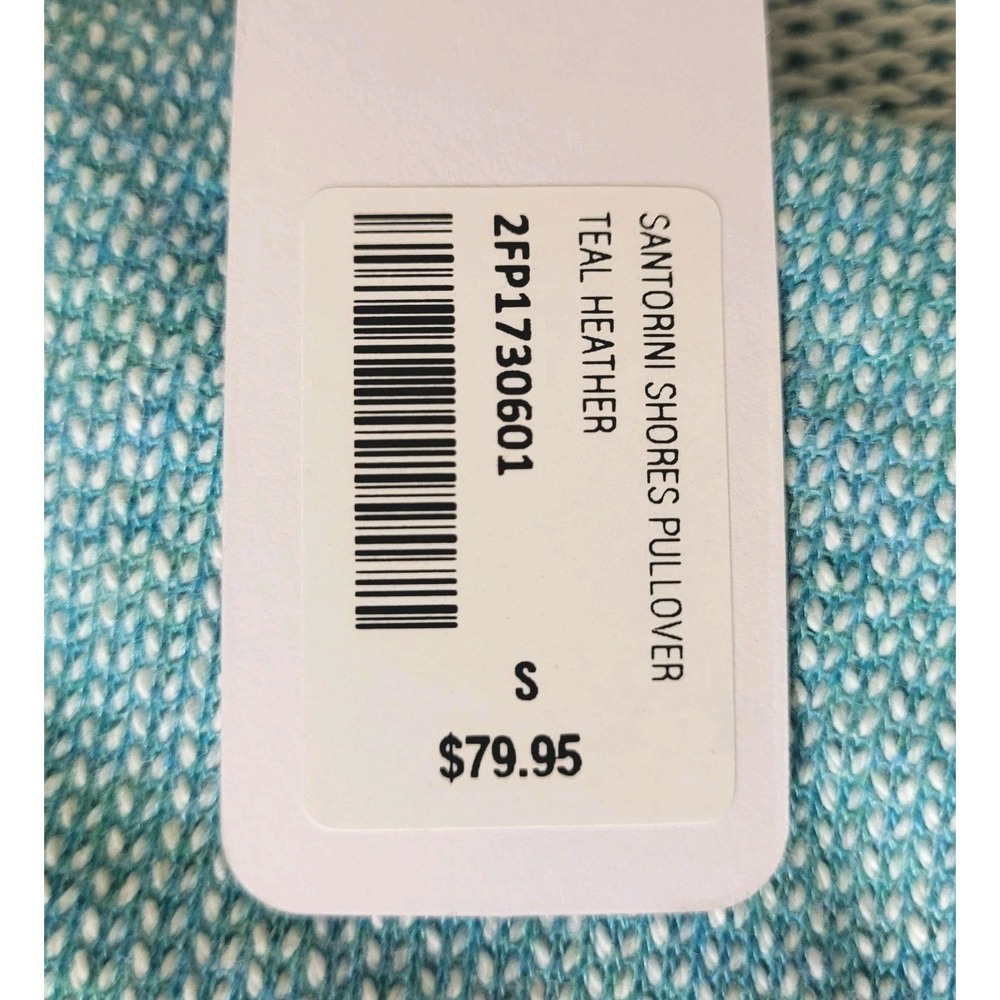 SANTORINI SHORES PULLOVER
TEAL HEATHER
2FP1730601
S
$79.95